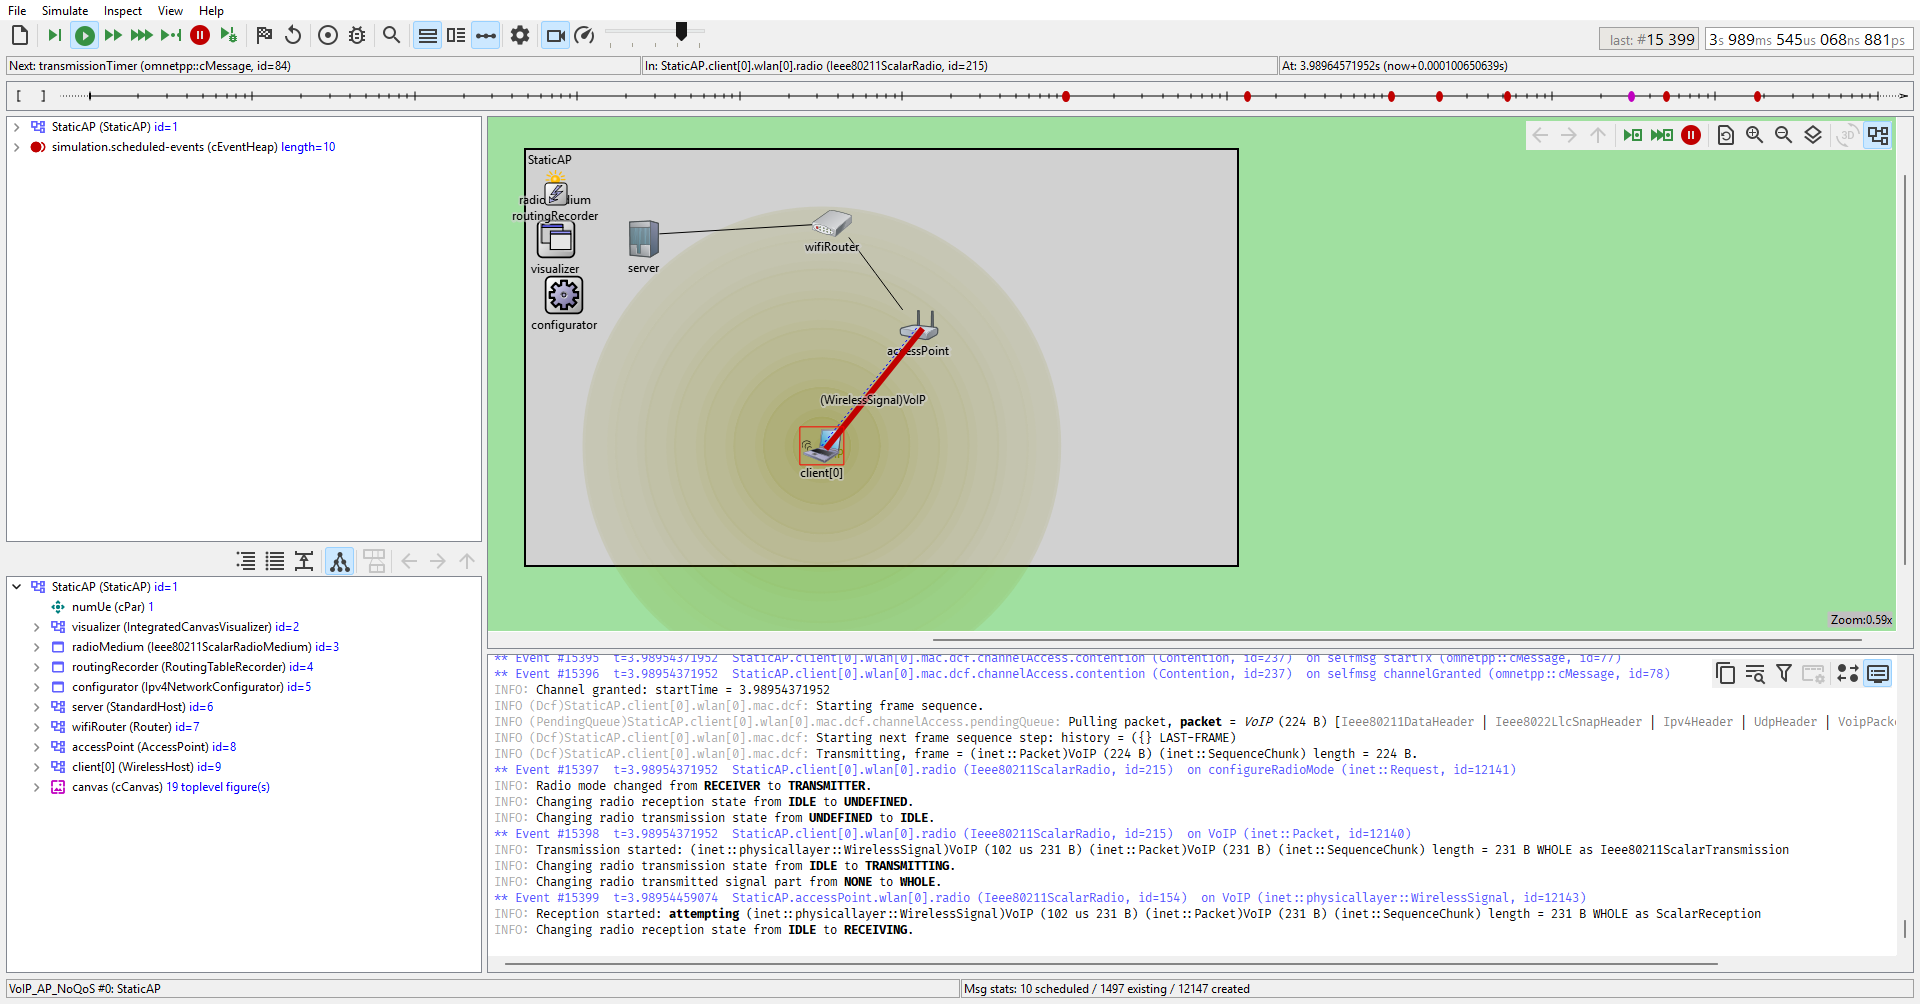 File Simulate Inspect View Help
last: #15 399
3s 989ms 545us 068ns 881ps
Next: transmissionTimer (omnetpp::cMessage, id=84)
In: StaticAP.client[0].wlan[0].radio (Ieee80211ScalarRadio, id=215)
At: 3.98964571952s (now+0.000100650639s)
StaticAP (StaticAP) id=1
simulation.scheduled-events (cEventHeap) length=10
StaticAP
routingRecorder
visualizer
configurator
server
wifiRouter
(WirelessSignal)VoIP
client[0]
3D
Zoom:0.59x
StaticAP (StaticAP) id=1
numUe (cPar) 1
visualizer (IntegratedCanvasVisualizer) id=2
radioMedium (Ieee80211ScalarRadioMedium) id=3
routingRecorder (RoutingTableRecorder) id=4
configurator (Ipv4NetworkConfigurator) id=5
server (StandardHost) id=6
wifiRouter (Router) id=7
accessPoint (AccessPoint) id=8
client[0] (WirelessHost) id=9
canvas (cCanvas) 19 toplevel figure(s)
** Event #15395 t=3.98954371952 StaticAP.client[0].wlan[0].mac.dcf.channelAccess.contention (Contention, id=237) on selfmsg startTx (omnetpp::cMessage, id=77)
** Event #15396 t=3.98954371952 StaticAP.client[0].wlan[0].mac.dcf.channelAccess.contention (Contention, id=237) on selfmsg channelGranted (omnetpp::cMessage, id=78)
INFO: Channel granted: startTime = 3.98954371952
INFO (Dcf)StaticAP.client[0].wlan[0].mac.dcf: Starting frame sequence.
INFO (PendingQueue)StaticAP.client[0].wlan[0].mac.dcf.channelAccess.pendingQueue: Pulling packet, packet = VoIP (224 B) [Ieee80211DataHeader | Ieee8022LlcSnapHeader | Ipv4Header | UdpHeader | VoipPacke
INFO (Dcf)StaticAP.client[0].wlan[0].mac.dcf: Starting next frame sequence step: history = ({} LAST-FRAME)
INFO (Dcf)StaticAP.client[0].wlan[0].mac.dcf: Transmitting, frame = (inet::Packet)VoIP (224 B) (inet::SequenceChunk) length = 224 B.
** Event #15397 t=3.98954371952 StaticAP.client[0].wlan[0].radio (Ieee80211ScalarRadio, id=215) on configureRadioMode (inet::Request, id=12141)
INFO: Radio mode changed from RECEIVER to TRANSMITTER.
INFO: Changing radio reception state from IDLE to UNDEFINED.
INFO: Changing radio transmission state from UNDEFINED to IDLE.
** Event #15398 t=3.98954371952 StaticAP.client[0].wlan[0].radio (Ieee80211ScalarRadio, id=215) on VoIP (inet::Packet, id=12140)
INFO: Transmission started: (inet::physicallayer::WirelessSignal)VoIP (102 us 231 B) (inet::Packet)VoIP (231 B) (inet::SequenceChunk) length = 231 B WHOLE as Ieee80211ScalarTransmission
INFO: Changing radio transmission state from IDLE to TRANSMITTING.
INFO: Changing radio transmitted signal part from NONE to WHOLE.
** Event #15399 t=3.98954459074 StaticAP.accessPoint.wlan[0].radio (Ieee80211ScalarRadio, id=154) on VoIP (inet::physicallayer::WirelessSignal, id=12143)
INFO: Reception started: attempting (inet::physicallayer::WirelessSignal)VoIP (102 us 231 B) (inet::Packet)VoIP (231 B) (inet::SequenceChunk) length = 231 B WHOLE as ScalarReception
INFO: Changing radio reception state from IDLE to RECEIVING.
VoIP_AP_NoQoS #0: StaticAP
Msg stats: 10 scheduled / 1497 existing / 12147 created